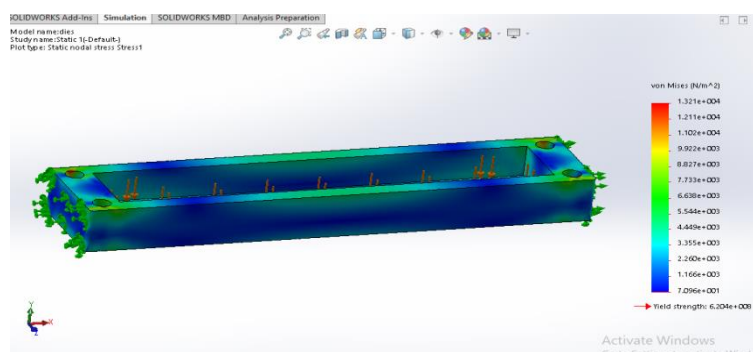 SOLIDWORKS Add-Ins Simulation SOLIDWORKS MBD Analysis Preparation
Model name:dies
Study name:Static 1(-Default-)
Plot type: Static nodal stress Stress1
von Mises (N/m^2)
1.321e+004
1.211e+004
1.102e+004
9.922e+003
8.827e+003
7.733e+003
6.638e+003
5.544e+003
4.449e+003
3.355e+003
2.260e+003
1.166e+003
7.096e+001
Yield strength: 6.204e+008
Activate Windows